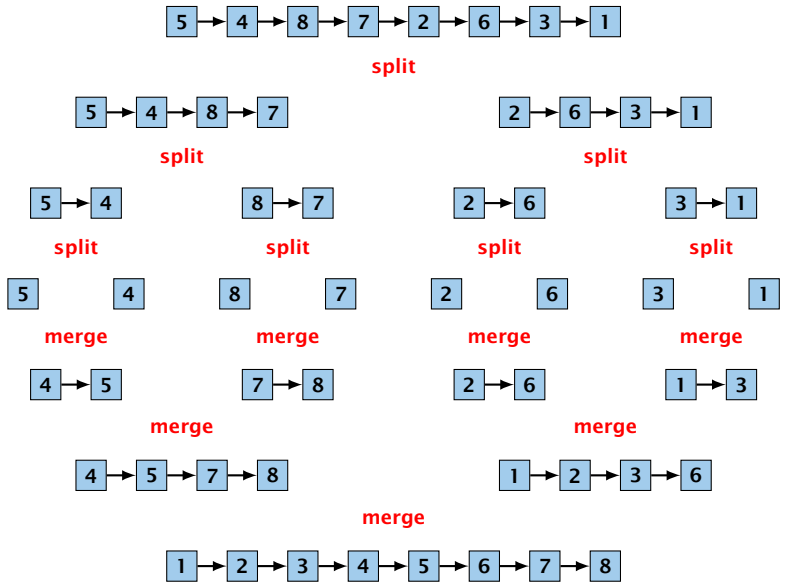 5 4 8 7 2 6 3 1
split
5 4 8 7 2 6 3 1
split split
5 4 8 7 2 6 3 1
split split split split
5 4 8 7 2 6 3 1
merge merge merge merge
4 5 7 8 2 6 1 3
merge merge
4 5 7 8 1 2 3 6
merge
1 2 3 4 5 6 7 8